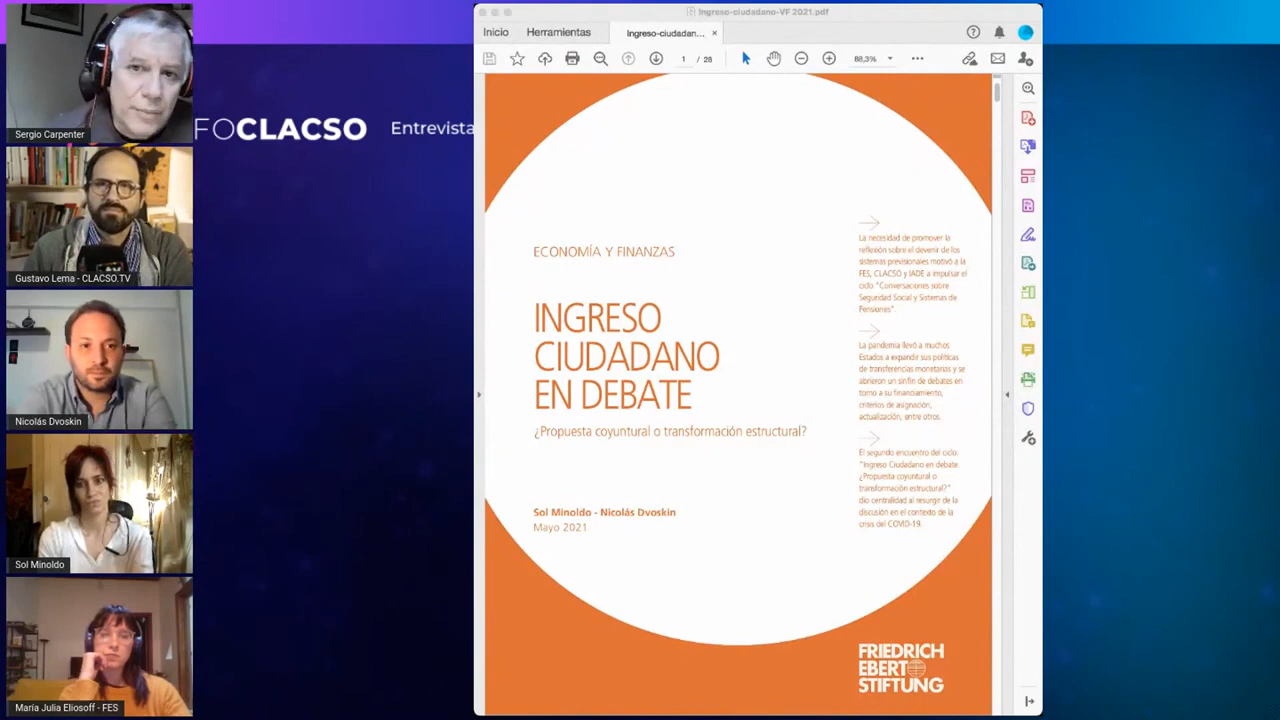 Sergio Carpenter
Gustavo Lema - CLACSO.TV
Nicolás Dvoskin
Sol Minoldo
María Julia Eliosoff - FES
FOCLACSO
Entrevista
Ingreso-ciudadano-VF 2021.pdf
Inicio
Herramientas
Ingreso-ciudadan...
1 / 28
88,3%
ECONOMÍA Y FINANZAS
INGRESO
CIUDADANO
EN DEBATE
¿Propuesta coyuntural o transformación estructural?
Sol Minoldo - Nicolás Dvoskin
Mayo 2021
La necesidad de promover la
reflexión sobre el devenir de los
sistemas previsionales motivó a la
FES, CLACSO y IADE a impulsar el
ciclo "Conversaciones sobre
Seguridad Social y Sistemas de
Pensiones".
La pandemia llevó a muchos
Estados a expandir sus políticas
de transferencias monetarias y se
abrieron un sinfín de debates en
torno a su financiamiento,
criterios de asignación,
actualización, entre otros.
El segundo encuentro del ciclo:
"Ingreso Ciudadano en debate.
¿Propuesta coyuntural o
transformación estructural?"
dio centralidad al resurgir de la
discusión en el contexto de la
crisis del COVID-19.
FRIEDRICH
EBERT
STIFTUNG